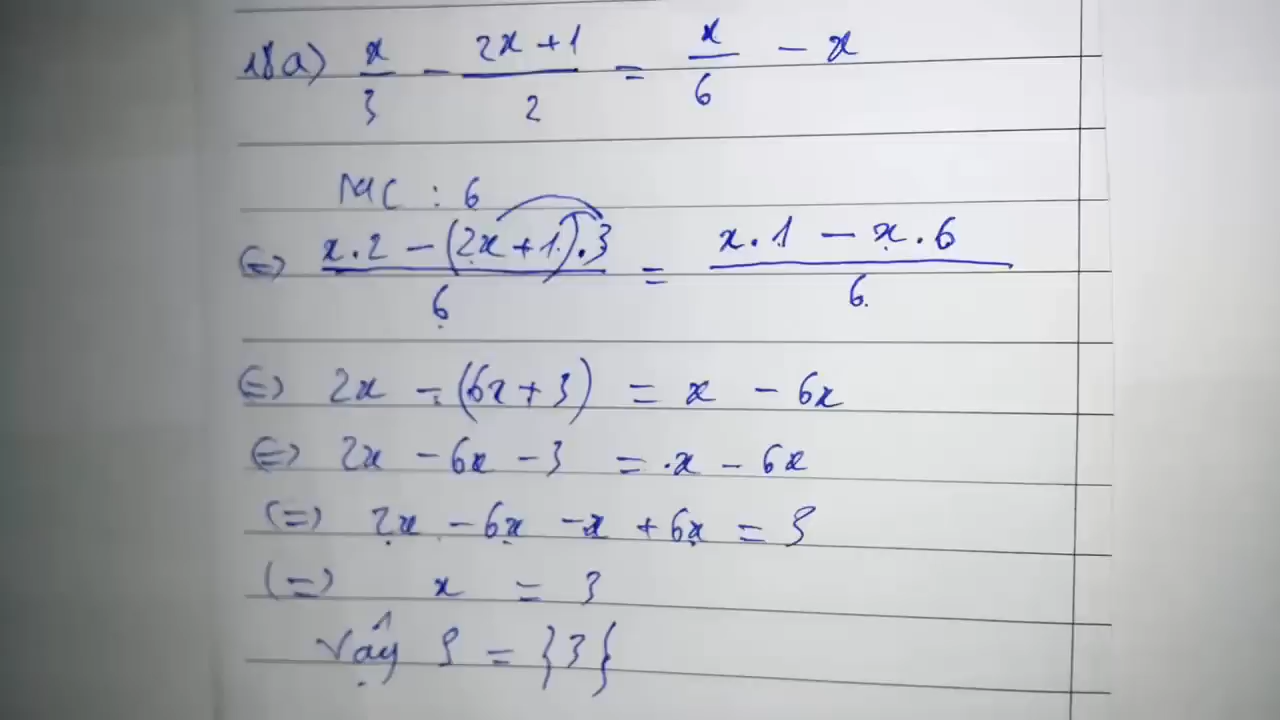 18a) x/3 - (2x+1)/2 = x/6 - x
MC : 6
(=) (x.2 - (2x+1).3)/6 = (x.1 - x.6)/6
(=) 2x - (6x+3) = x - 6x
(=) 2x - 6x - 3 = x - 6x
(=) 2x - 6x - x + 6x = 3
(=) x = 3
Vậy S = {3}